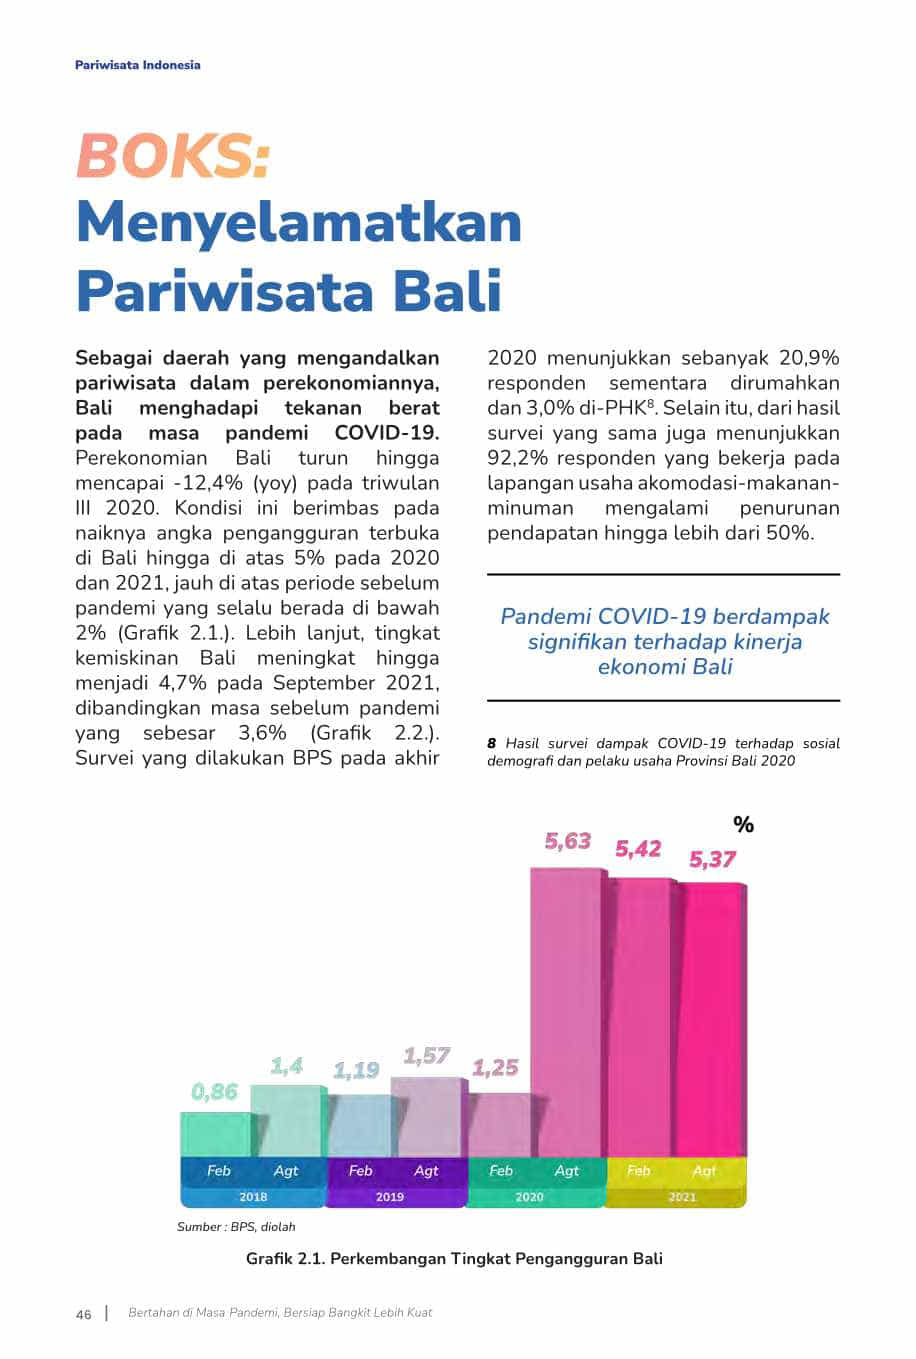 Pariwisata Indonesia
BOKS:
Menyelamatkan
Pariwisata Bali
Sebagai daerah yang mengandalkan
pariwisata dalam perekonomiannya,
Bali menghadapi tekanan berat
pada masa pandemi COVID-19.
Perekonomian Bali turun hingga
mencapai -12,4% (yoy) pada triwulan
III 2020. Kondisi ini berimbas pada
naiknya angka pengangguran terbuka
di Bali hingga di atas 5% pada 2020
dan 2021, jauh di atas periode sebelum
pandemi yang selalu berada di bawah
2% (Grafik 2.1.). Lebih lanjut, tingkat
kemiskinan Bali meningkat hingga
menjadi 4,7% pada September 2021,
dibandingkan masa sebelum pandemi
yang sebesar 3,6% (Grafik 2.2.).
Survei yang dilakukan BPS pada akhir
2020 menunjukkan sebanyak 20,9%
responden sementara dirumahkan
dan 3,0% di-PHK⁸. Selain itu, dari hasil
survei yang sama juga menunjukkan
92,2% responden yang bekerja pada
lapangan usaha akomodasi-makanan-
minuman mengalami penurunan
pendapatan hingga lebih dari 50%.
Pandemi COVID-19 berdampak
signifikan terhadap kinerja
ekonomi Bali
8 Hasil survei dampak COVID-19 terhadap sosial
demografi dan pelaku usaha Provinsi Bali 2020
%
0,86 1,4 1,19 1,57 1,25 5,63 5,42 5,37
Feb Agt Feb Agt Feb Agt Feb Agt
2018 2019 2020 2021
Sumber : BPS, diolah
Grafik 2.1. Perkembangan Tingkat Pengangguran Bali
46 | Bertahan di Masa Pandemi, Bersiap Bangkit Lebih Kuat